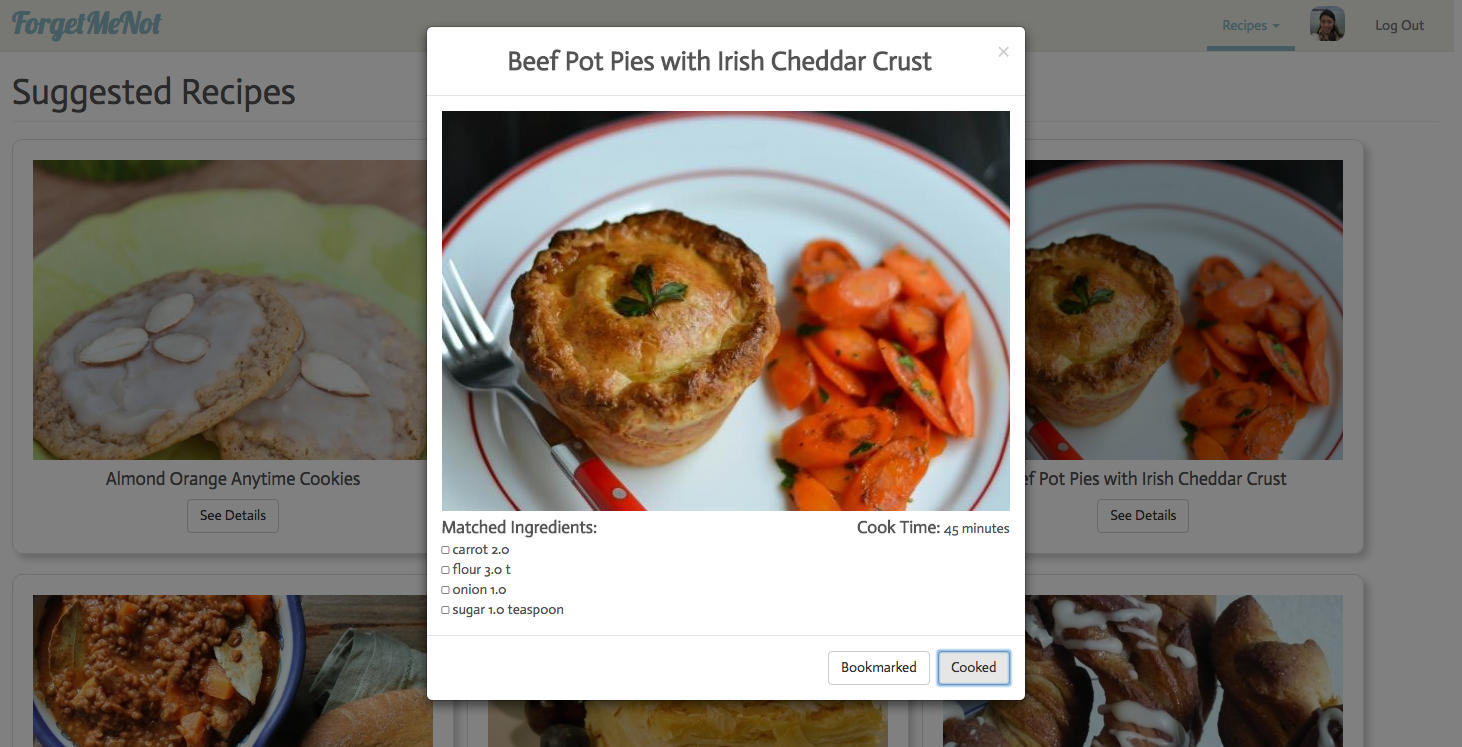 ForgetMeNot
Recipes
Log Out
Suggested Recipes
Beef Pot Pies with Irish Cheddar Crust
×
Matched Ingredients:
Cook Time: 45 minutes
carrot 2.0
flour 3.0 t
onion 1.0
sugar 1.0 teaspoon
Bookmarked
Cooked
Almond Orange Anytime Cookies
See Details
ef Pot Pies with Irish Cheddar Crust
See Details